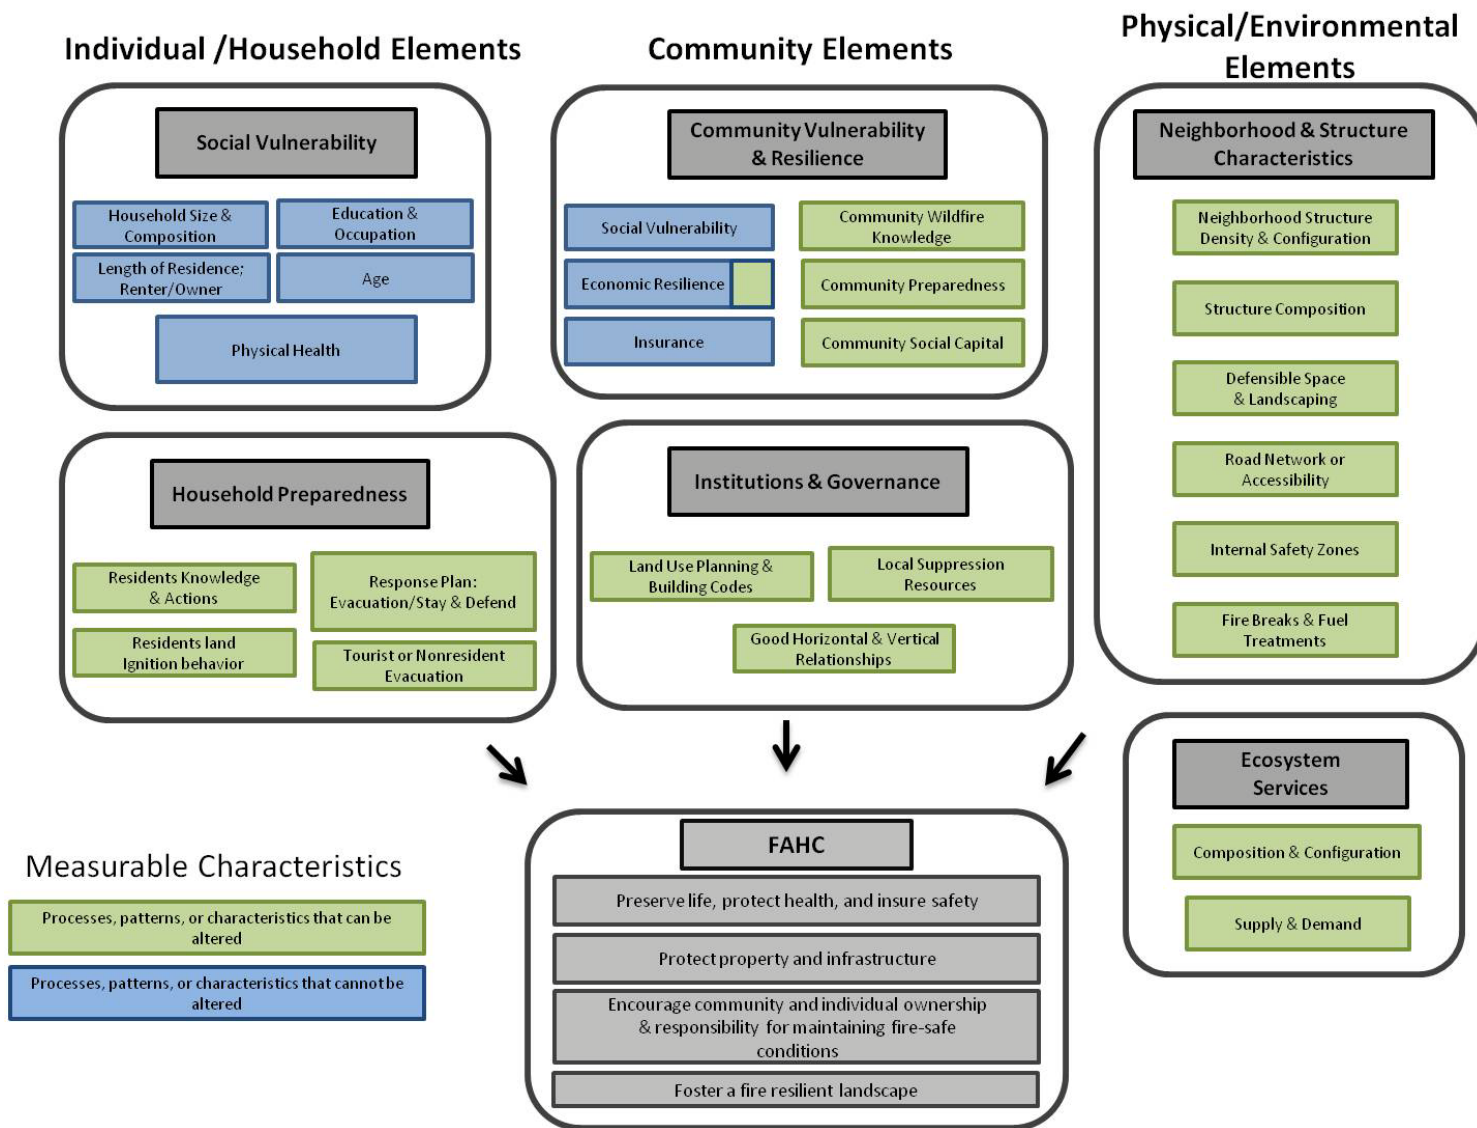 Individual /Household Elements
Social Vulnerability
Household Size &
Composition
Education &
Occupation
Length of Residence;
Renter/Owner
Age
Physical Health
Household Preparedness
Residents Knowledge
& Actions
Response Plan:
Evacuation/Stay & Defend
Residents land
Ignition behavior
Tourist or Nonresident
Evacuation
Community Elements
Community Vulnerability
& Resilience
Social Vulnerability
Community Wildfire
Knowledge
Economic Resilience
Community Preparedness
Insurance
Community Social Capital
Institutions & Governance
Land Use Planning &
Building Codes
Local Suppression
Resources
Good Horizontal & Vertical
Relationships
Physical/Environmental
Elements
Neighborhood & Structure
Characteristics
Neighborhood Structure
Density & Configuration
Structure Composition
Defensible Space
& Landscaping
Road Network or
Accessibility
Internal Safety Zones
Fire Breaks & Fuel
Treatments
Ecosystem
Services
Composition & Configuration
Supply & Demand
FAHC
Preserve life, protect health, and insure safety
Protect property and infrastructure
Encourage community and individual ownership
& responsibility for maintaining fire-safe
conditions
Foster a fire resilient landscape
Measurable Characteristics
Processes, patterns, or characteristics that can be
altered
Processes, patterns, or characteristics that cannot be
altered